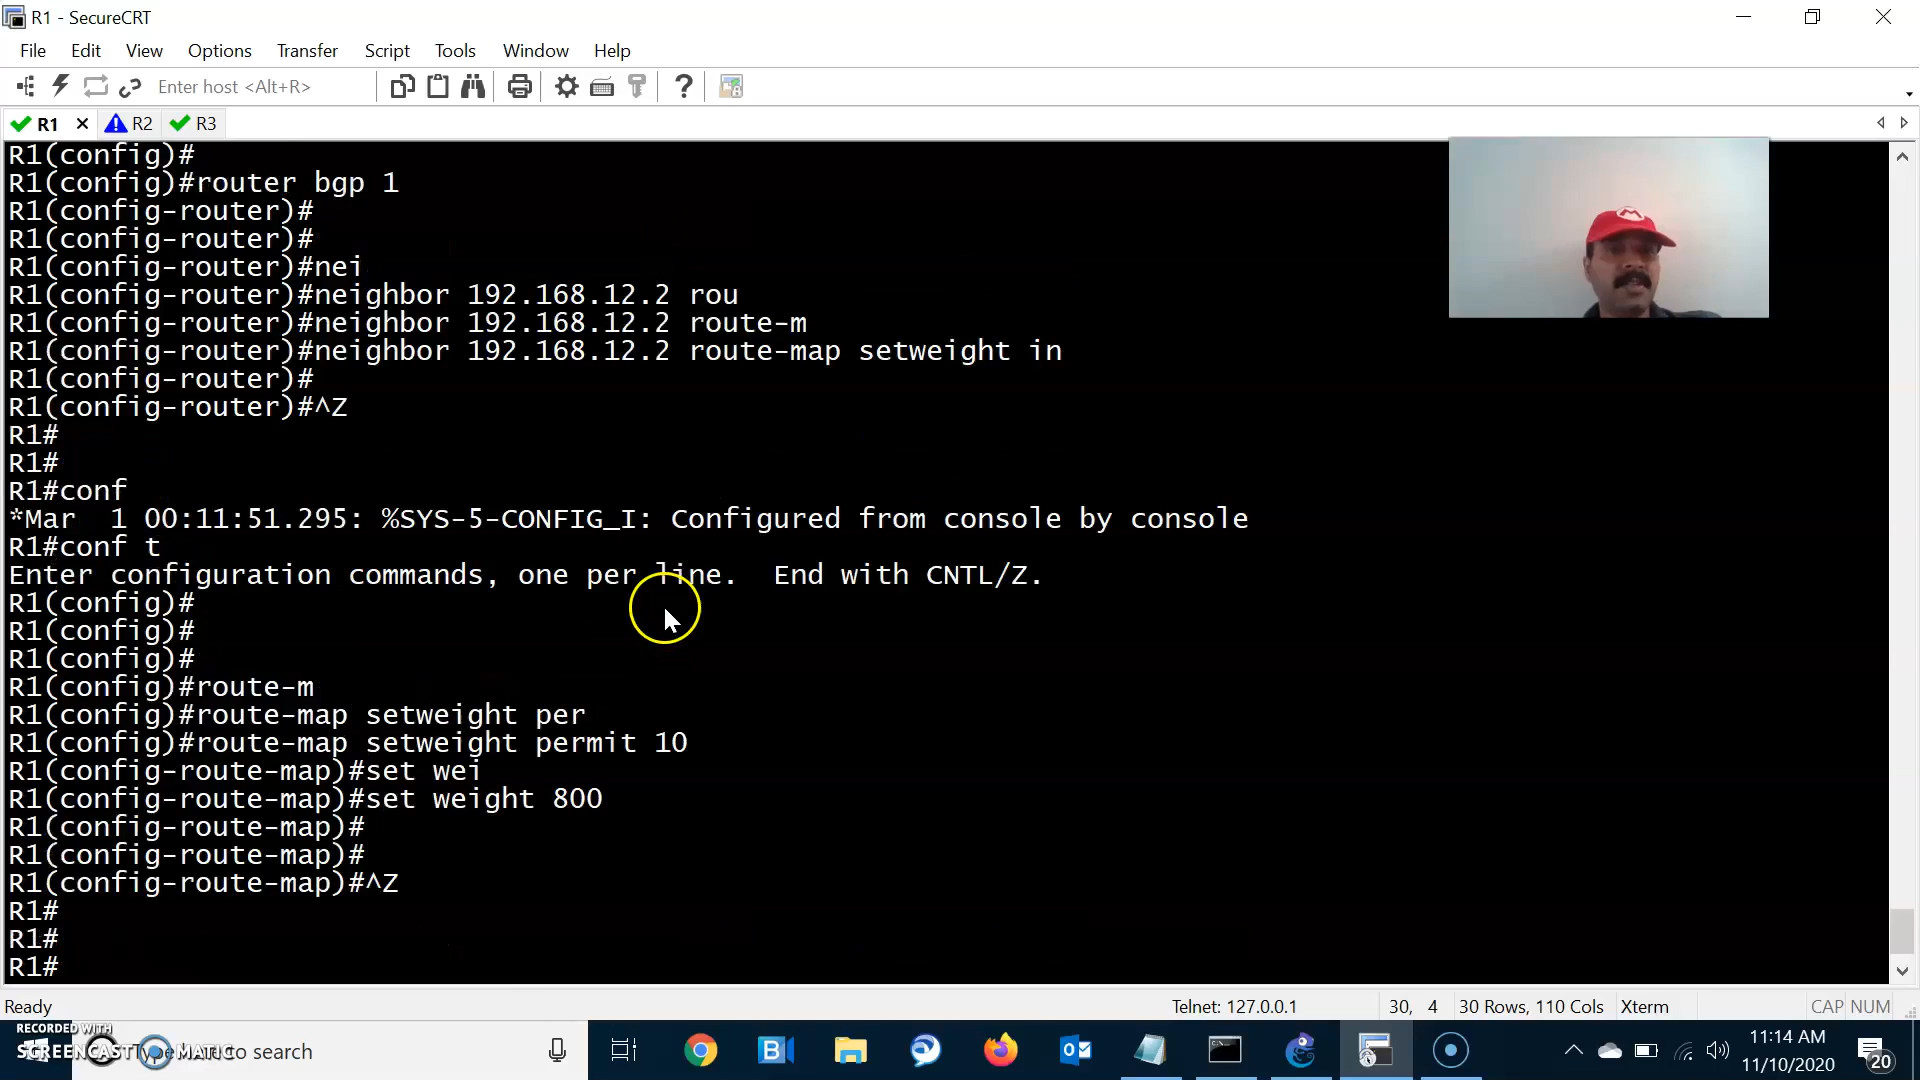 R1 - SecureCRT
File Edit View Options Transfer Script Tools Window Help
Enter host <Alt+R>
R1 R2 R3
R1(config)#
R1(config)#router bgp 1
R1(config-router)#
R1(config-router)#
R1(config-router)#nei
R1(config-router)#neighbor 192.168.12.2 rou
R1(config-router)#neighbor 192.168.12.2 route-m
R1(config-router)#neighbor 192.168.12.2 route-map setweight in
R1(config-router)#
R1(config-router)#^Z
R1#
R1#
R1#conf
*Mar  1 00:11:51.295: %SYS-5-CONFIG_I: Configured from console by console
R1#conf t
Enter configuration commands, one per line.  End with CNTL/Z.
R1(config)#
R1(config)#
R1(config)#
R1(config)#route-m
R1(config)#route-map setweight per
R1(config)#route-map setweight permit 10
R1(config-route-map)#set wei
R1(config-route-map)#set weight 800
R1(config-route-map)#
R1(config-route-map)#
R1(config-route-map)#^Z
R1#
R1#
R1#
Ready Telnet: 127.0.0.1 30, 4 30 Rows, 110 Cols Xterm CAP NUM
RECORDED WITH
SCREENCAST MATIC
to search
11:14 AM
11/10/2020
20